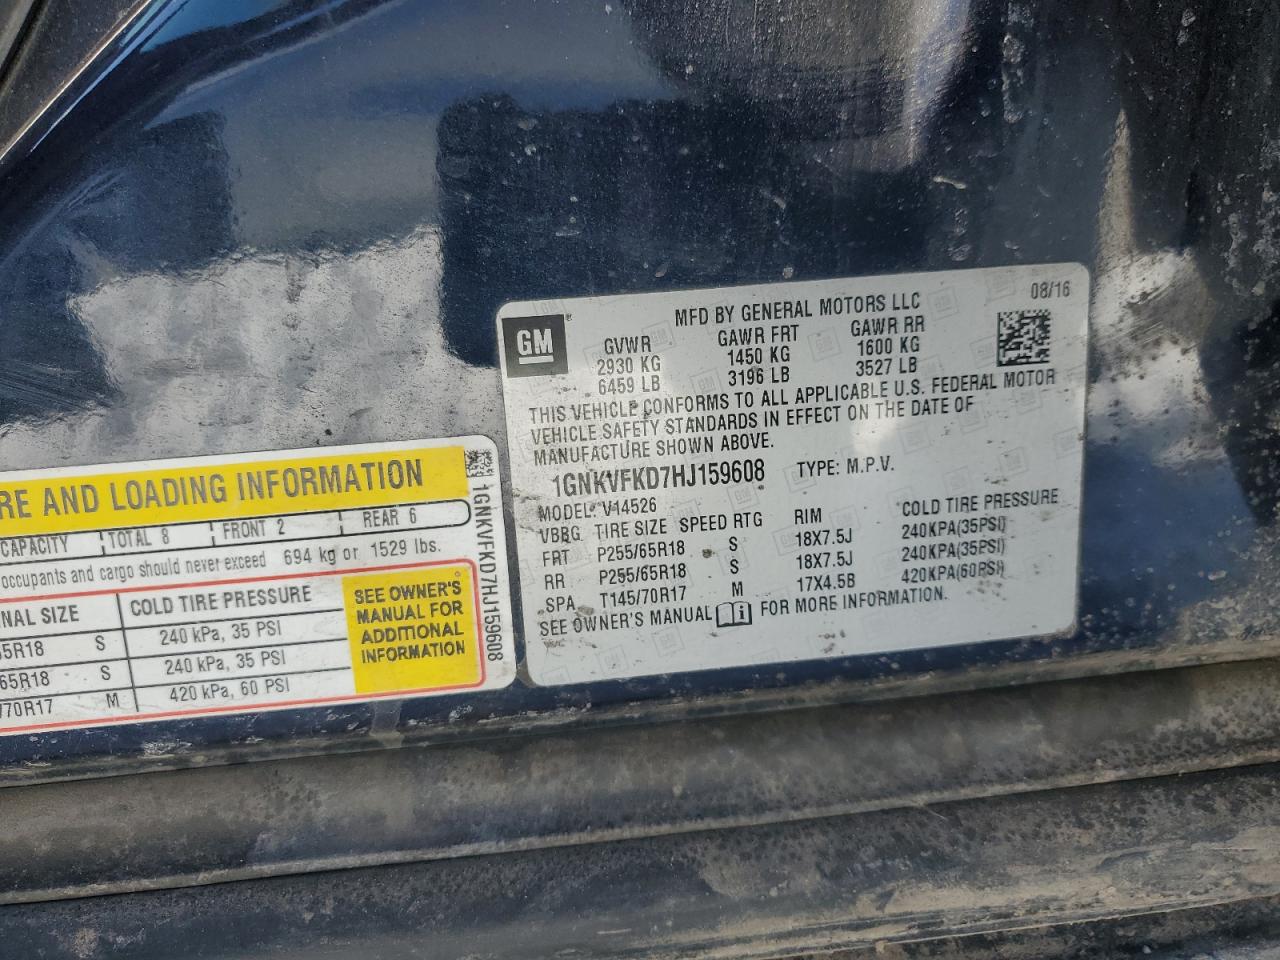 GM
®
MFD BY GENERAL MOTORS LLC
08/16
GVWR GAWR FRT GAWR RR
2930 KG 1450 KG 1600 KG
6459 LB 3196 LB 3527 LB
THIS VEHICLE CONFORMS TO ALL APPLICABLE U.S. FEDERAL MOTOR
VEHICLE SAFETY STANDARDS IN EFFECT ON THE DATE OF
MANUFACTURE SHOWN ABOVE.
1GNKVFKD7HJ159608 TYPE: M.P.V.
MODEL: V14526
VBBG TIRE SIZE SPEED RTG RIM COLD TIRE PRESSURE
FRT P255/65R18 S 18X7.5J 240KPA(35PSI)
RR P255/65R18 S 18X7.5J 240KPA(35PSI)
SPA T145/70R17 M 17X4.5B 420KPA(60PSI)
SEE OWNER'S MANUAL i FOR MORE INFORMATION.
RE AND LOADING INFORMATION
CAPACITY TOTAL 8 FRONT 2 REAR 6
occupants and cargo should never exceed 694 kg or 1529 lbs.
NAL SIZE COLD TIRE PRESSURE
5R18 S 240 kPa, 35 PSI
65R18 S 240 kPa, 35 PSI
/70R17 M 420 kPa, 60 PSI
SEE OWNER'S
MANUAL FOR
ADDITIONAL
INFORMATION
1GNKVFKD7HJ159608